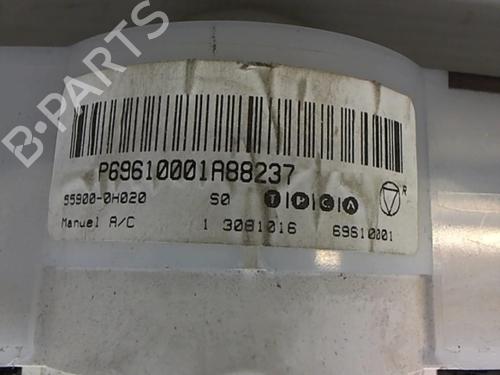 B-PARTS
P69610001A88237
55900-0H020 S0 T P C A R
Manuel A/C 1 3081016 69610001